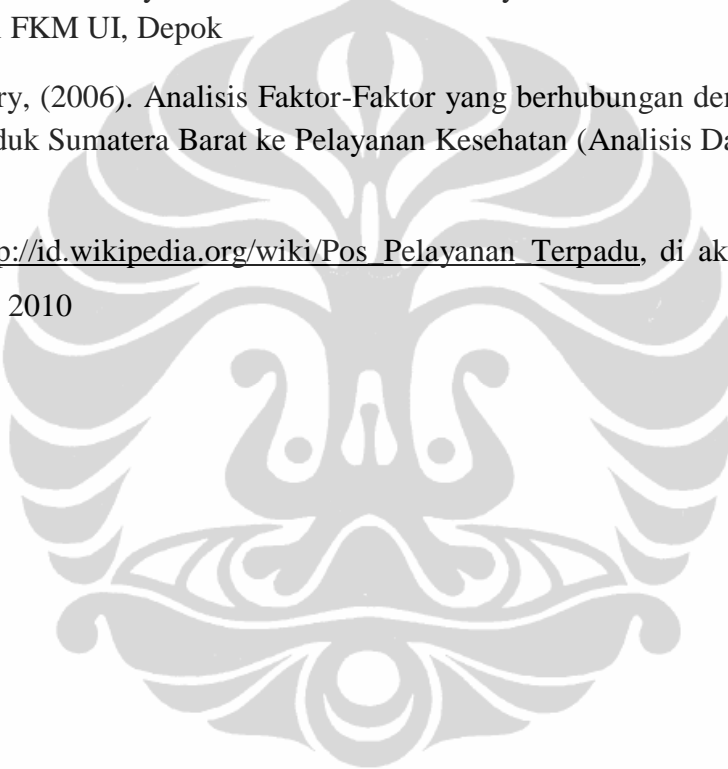 FKM UI, Depok
ry, (2006). Analisis Faktor-Faktor yang berhubungan den
duk Sumatera Barat ke Pelayanan Kesehatan (Analisis Da
p://id.wikipedia.org/wiki/Pos_Pelayanan_Terpadu, di ak
2010